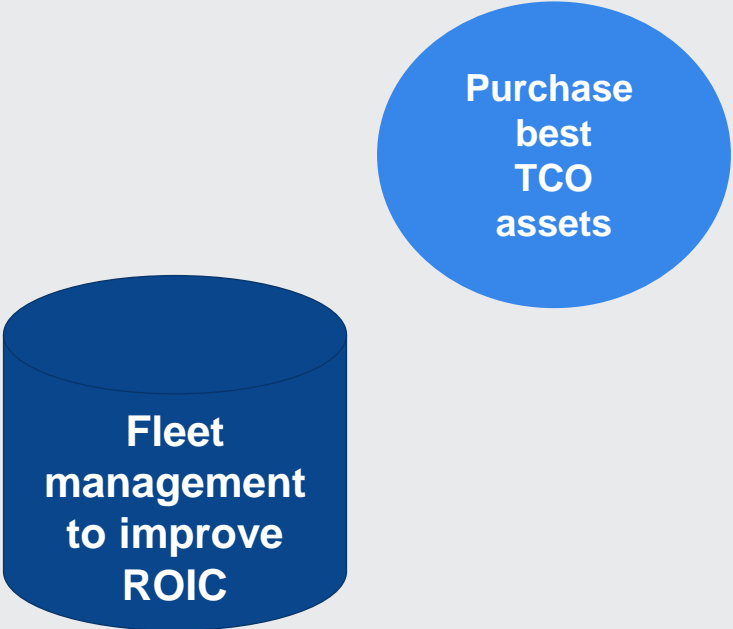 Purchase
best
TCO
assets
Fleet
management
to improve
ROIC